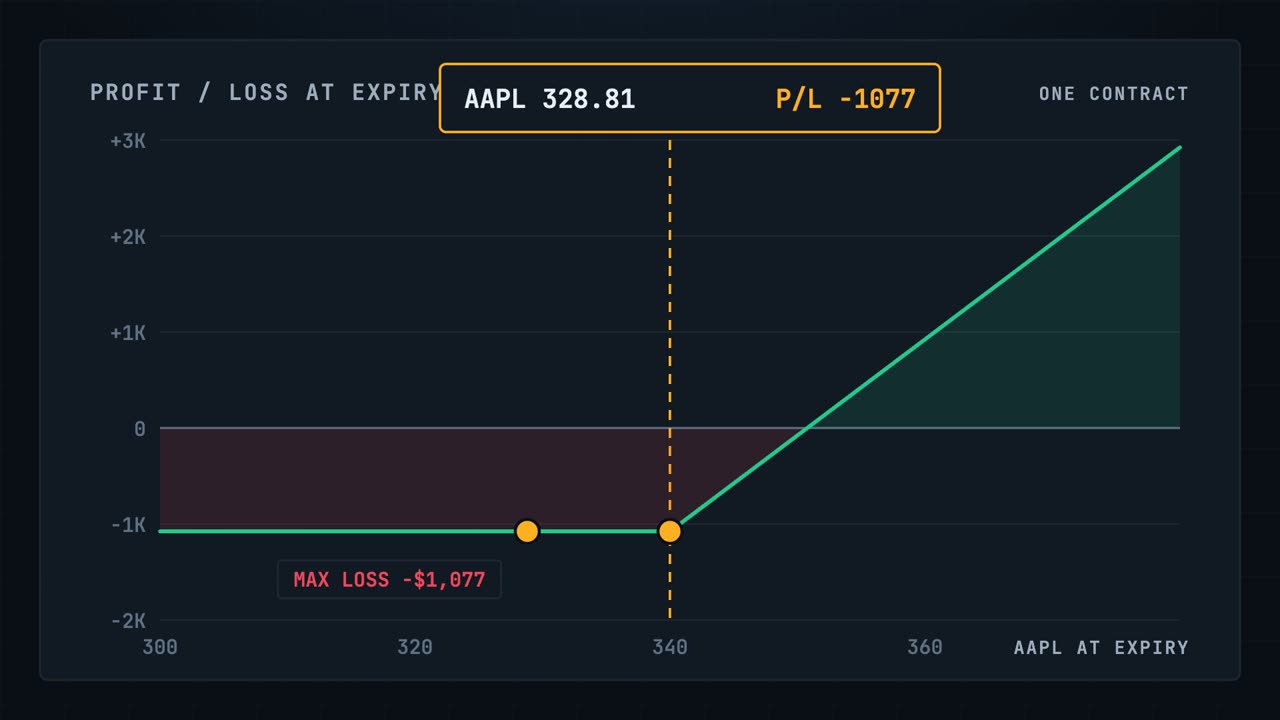 PROFIT / LOSS AT EXPIRY
AAPL 328.81 P/L -1077
ONE CONTRACT
+3K
+2K
+1K
0
-1K
MAX LOSS -$1,077
-2K
300 320 340 360 AAPL AT EXPIRY